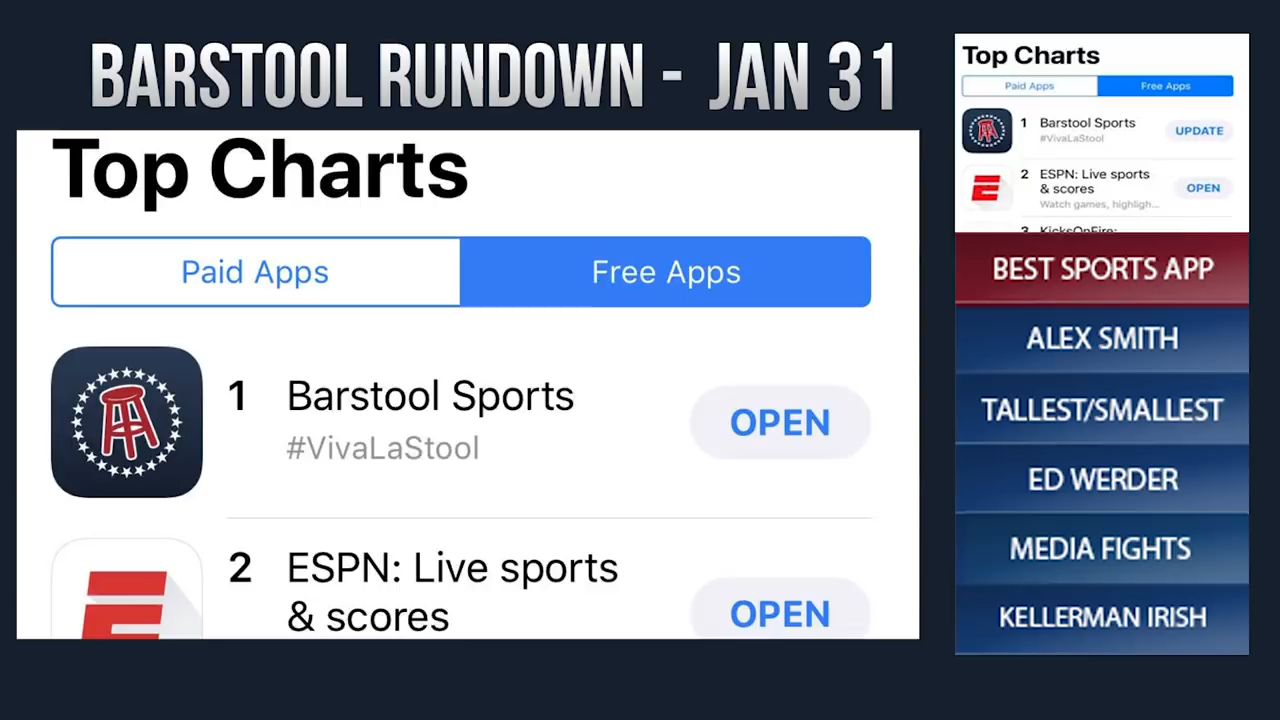 BARSTOOL RUNDOWN - JAN 31
Top Charts
Paid Apps
Free Apps
1 Barstool Sports
#VivaLaStool
OPEN
2 ESPN: Live sports
& scores
OPEN
Top Charts
Paid Apps
Free Apps
1 Barstool Sports
#VivaLaStool
UPDATE
2 ESPN: Live sports
& scores
Watch games, highligh...
OPEN
3 KicksOnFire:
BEST SPORTS APP
ALEX SMITH
TALLEST/SMALLEST
ED WERDER
MEDIA FIGHTS
KELLERMAN IRISH